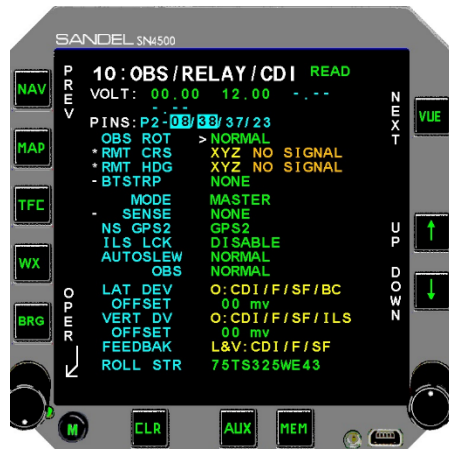 SANDEL SN4500
10:OBS/RELAY/CDI READ
VOLT: 00.00 12.00 -.--
-.--
PINS:P2-08/38/37/23
OBS ROT >NORMAL
*RMT CRS XYZ NO SIGNAL
*RMT HDG XYZ NO SIGNAL
-BTSTRP NONE
MODE MASTER
- SENSE NONE
NS GPS2 GPS2
ILS LCK DISABLE
AUTOSLEW NORMAL
OBS NORMAL
LAT DEV O:CDI/F/SF/BC
OFFSET 00 mv
VERT DV O:CDI/F/SF/ILS
OFFSET 00 mv
FEEDBAK L&V:CDI/F/SF
ROLL STR 75TS325WE43
PREV
OPER
NEXT
UP
DOWN
NAV
MAP
TFC
WX
BRG
VUE
↑
↓
M
CLR
AUX
MEM